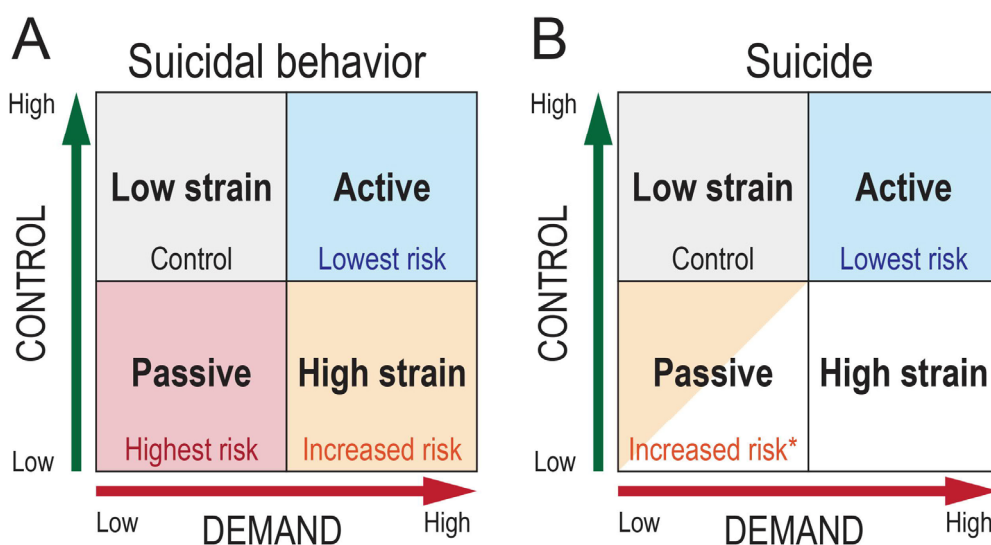 A
Suicidal behavior
High
Low strain
Active
Control
Lowest risk
CONTROL
Passive
High strain
Highest risk
Increased risk
Low
Low
DEMAND
High
B
Suicide
High
Low strain
Active
Control
Lowest risk
CONTROL
Passive
High strain
Increased risk*
Low
Low
DEMAND
High